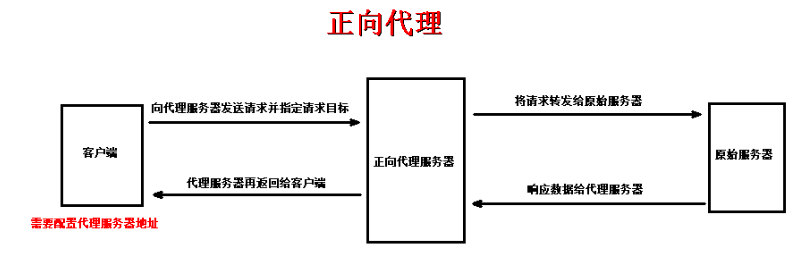 正向代理
向代理服务器发送请求并指定请求目标
将请求转发给原始服务器
客户端
正向代理服务器
原始服务器
代理服务器再返回给客户端
响应数据给代理服务器
需要配置代理服务器地址